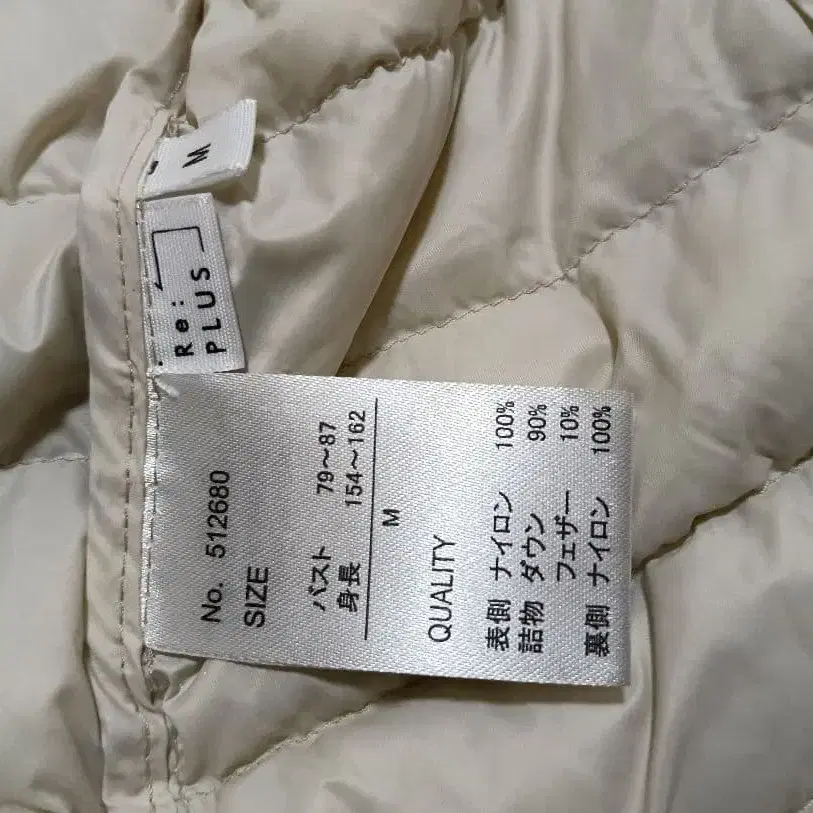 M
Re:
PLUS
No. 512680
SIZE
バスト 79～87
身長 154～162
M
QUALITY
表側 ナイロン 100%
詰物 ダウン 90%
フェザー 10%
裏側 ナイロン 100%